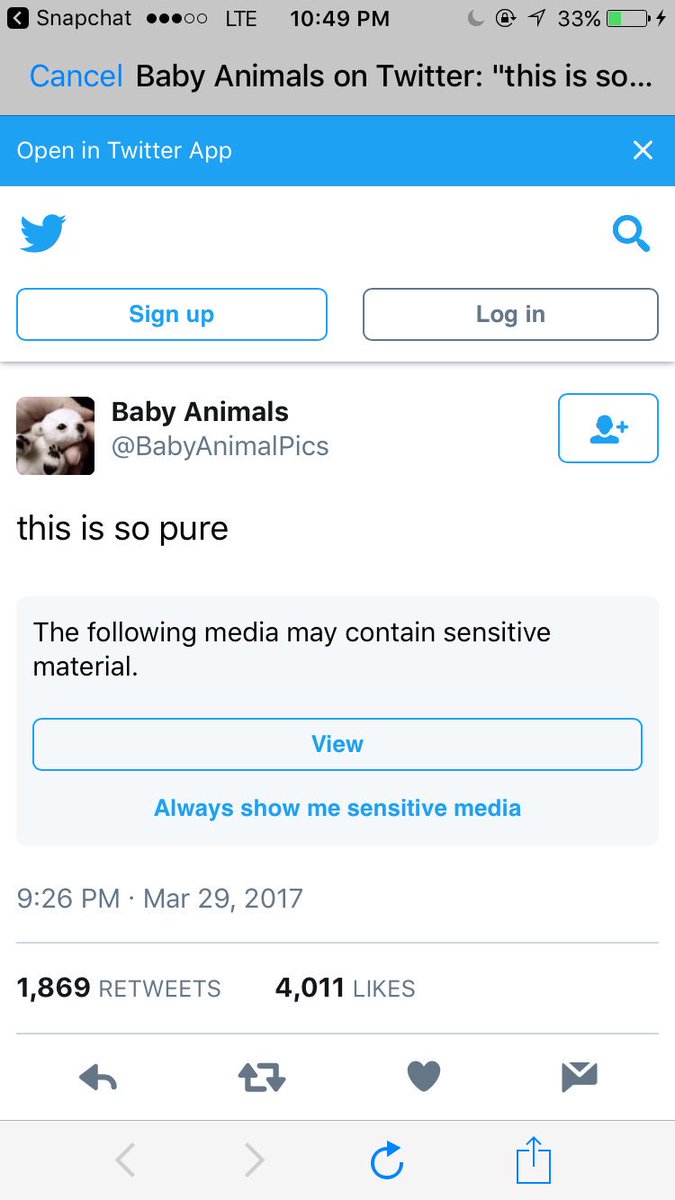 Snapchat LTE 10:49 PM 33%
Cancel Baby Animals on Twitter: "this is so...
Open in Twitter App
Sign up Log in
Baby Animals
@BabyAnimalPics
this is so pure
The following media may contain sensitive
material.
View
Always show me sensitive media
9:26 PM · Mar 29, 2017
1,869 RETWEETS 4,011 LIKES